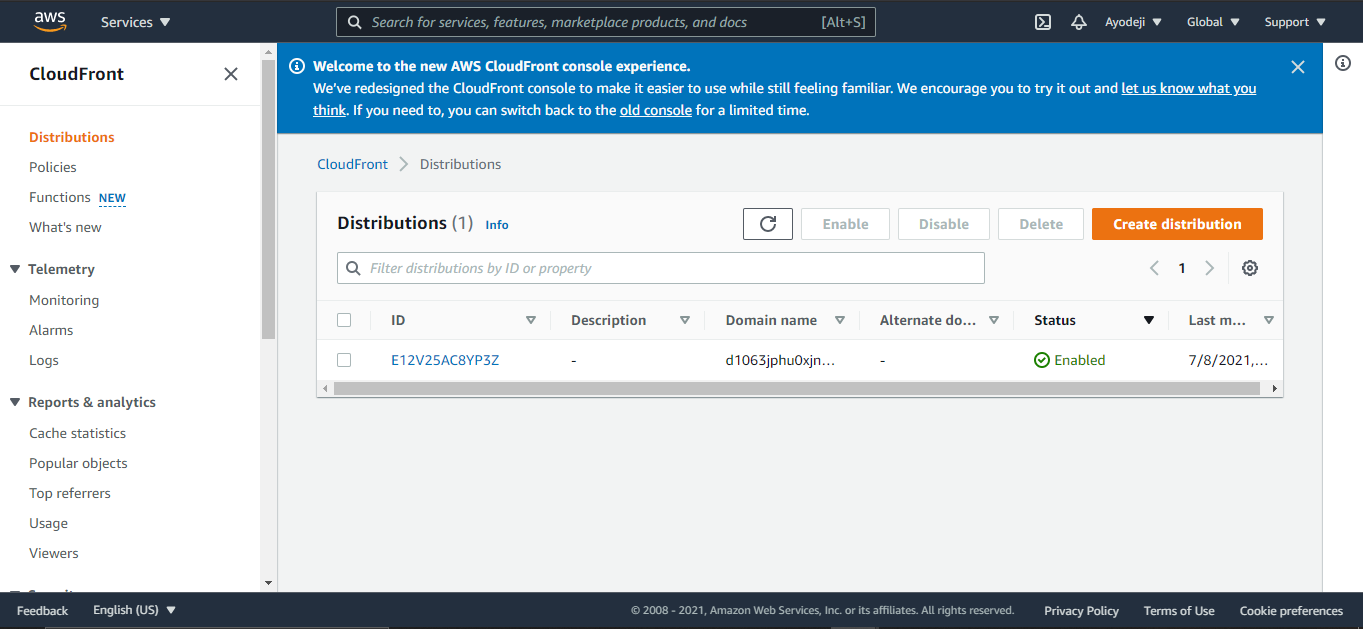 aws Services Search for services, features, marketplace products, and docs [Alt+S] Ayodeji Global Support
CloudFront
Distributions
Policies
Functions NEW
What's new
Telemetry
Monitoring
Alarms
Logs
Reports & analytics
Cache statistics
Popular objects
Top referrers
Usage
Viewers
Welcome to the new AWS CloudFront console experience.
We've redesigned the CloudFront console to make it easier to use while still feeling familiar. We encourage you to try it out and let us know what you
think. If you need to, you can switch back to the old console for a limited time.
CloudFront Distributions
Distributions (1) Info Enable Disable Delete Create distribution
Filter distributions by ID or property 1
ID Description Domain name Alternate do... Status Last m...
E12V25AC8YP3Z - d1063jphu0xjn... - Enabled 7/8/2021,...
Feedback English (US) © 2008 - 2021, Amazon Web Services, Inc. or its affiliates. All rights reserved. Privacy Policy Terms of Use Cookie preferences